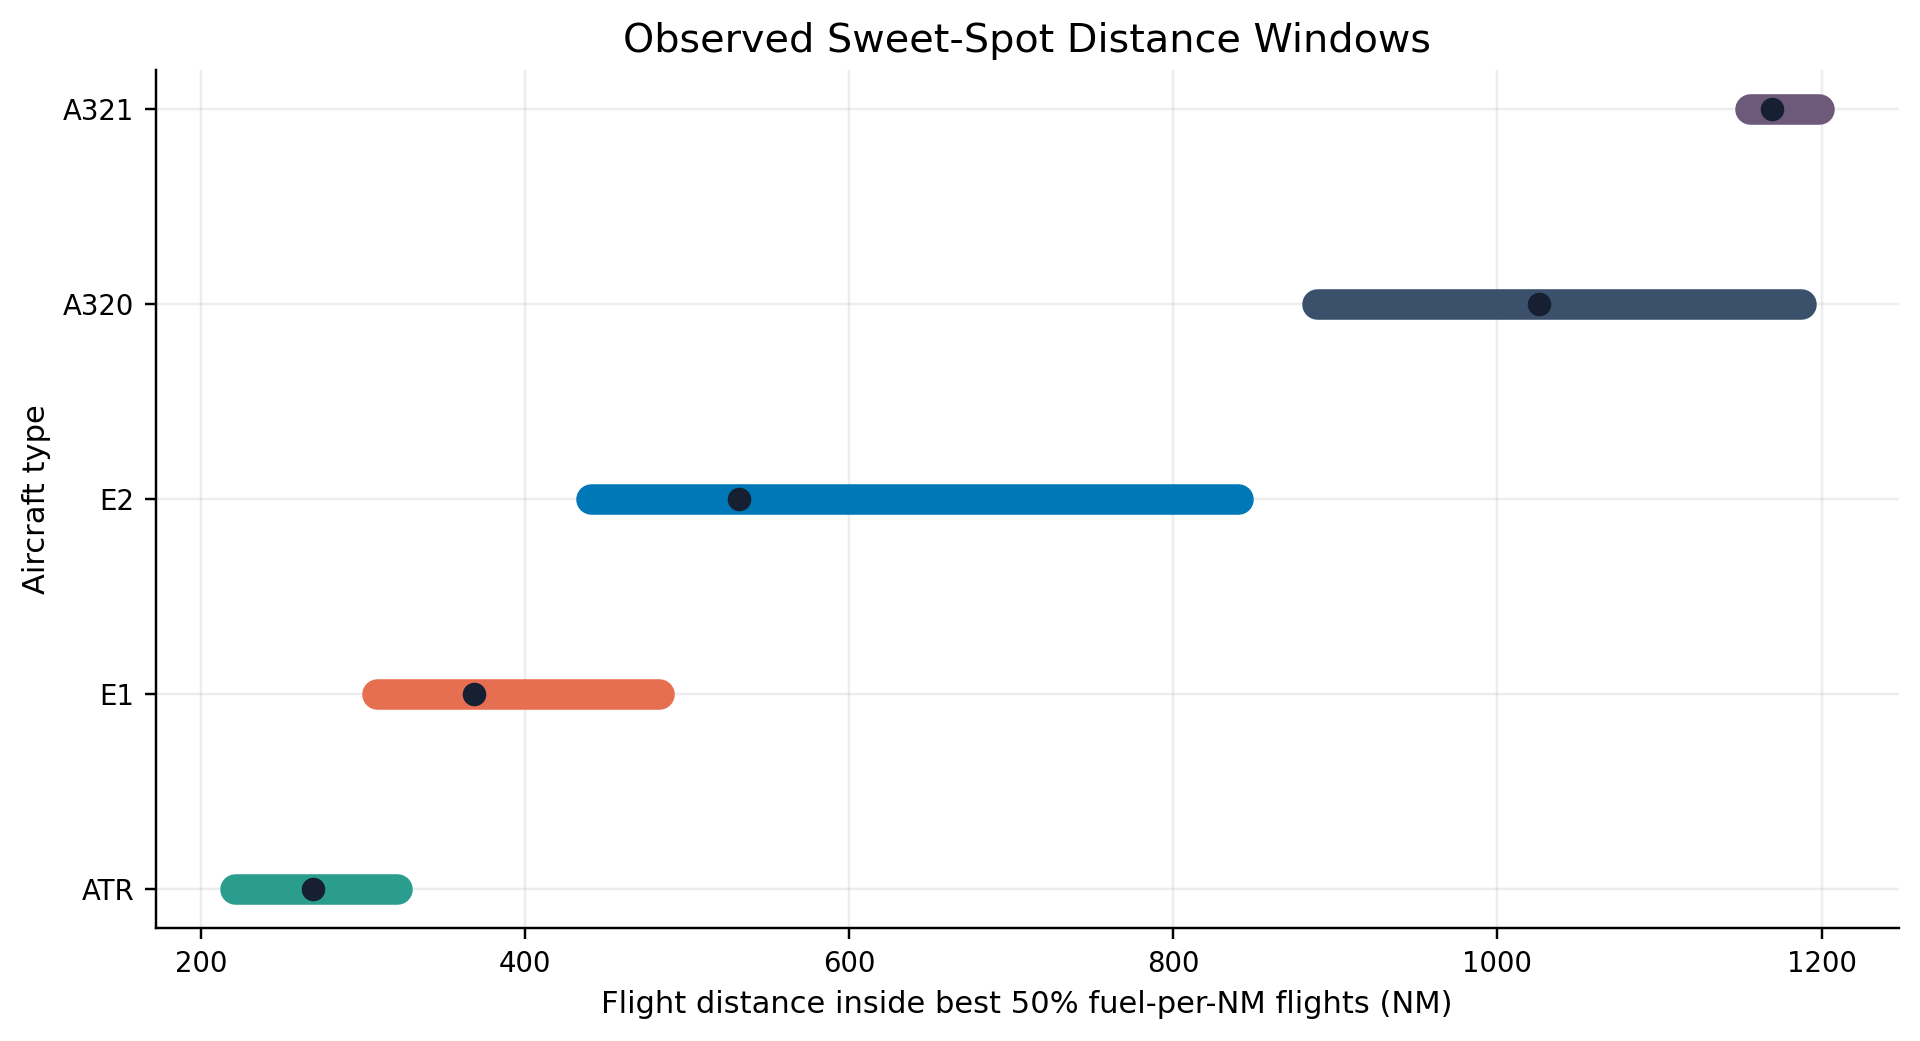 Observed Sweet-Spot Distance Windows
A321
A320
E2
E1
ATR
Aircraft type
200 400 600 800 1000 1200
Flight distance inside best 50% fuel-per-NM flights (NM)